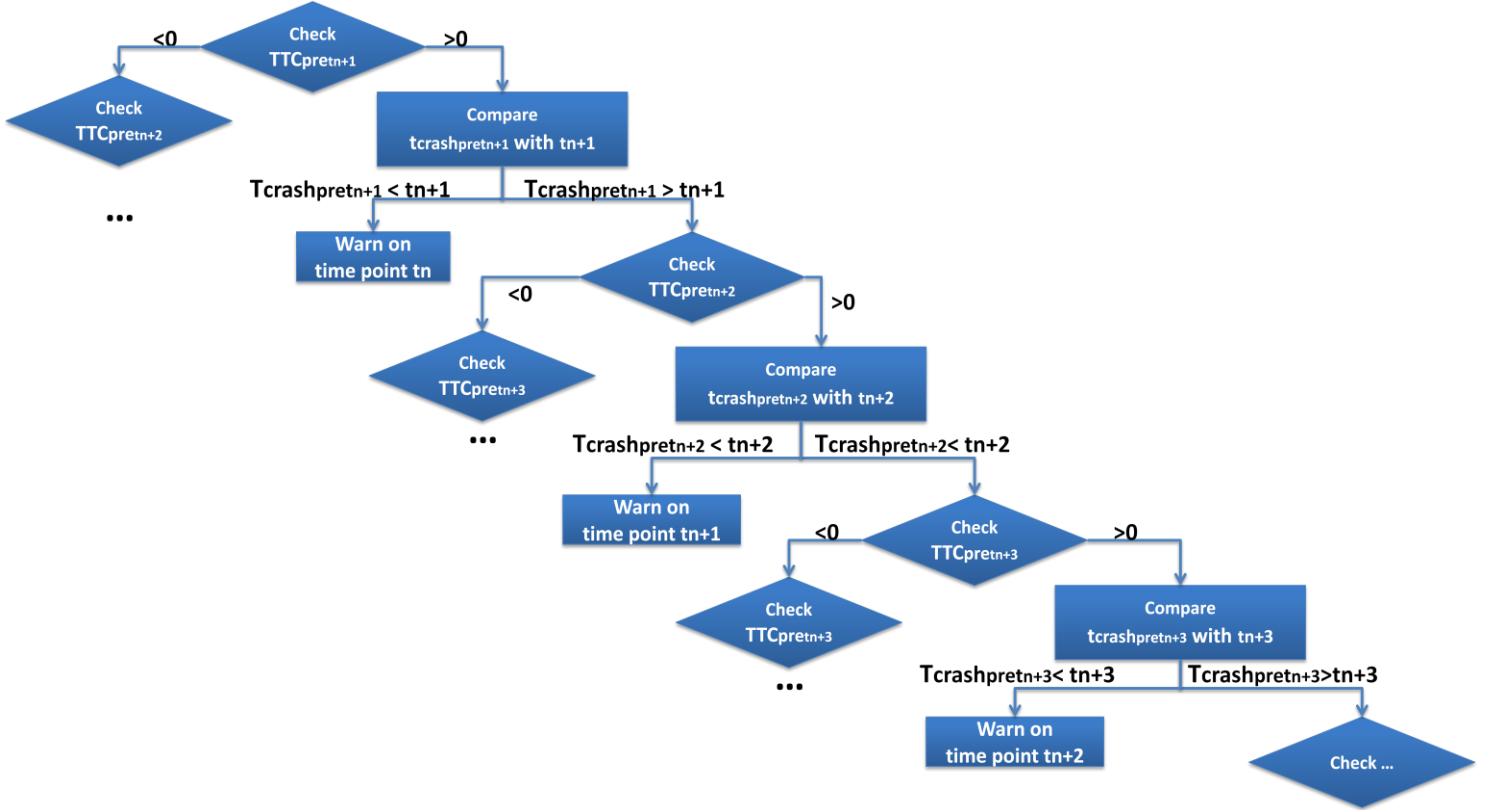 Check
TTCpretn+1
<0
>0
Check
TTCpretn+2
...
Compare
tcrashpretn+1 with tn+1
Tcrashpretn+1 < tn+1
Tcrashpretn+1 > tn+1
Warn on
time point tn
Check
TTCpretn+2
<0
>0
Check
TTCpretn+3
...
Compare
tcrashpretn+2 with tn+2
Tcrashpretn+2 < tn+2
Tcrashpretn+2< tn+2
Warn on
time point tn+1
Check
TTCpretn+3
<0
>0
Check
TTCpretn+3
...
Compare
tcrashpretn+3 with tn+3
Tcrashpretn+3< tn+3
Tcrashpretn+3>tn+3
Warn on
time point tn+2
Check ...